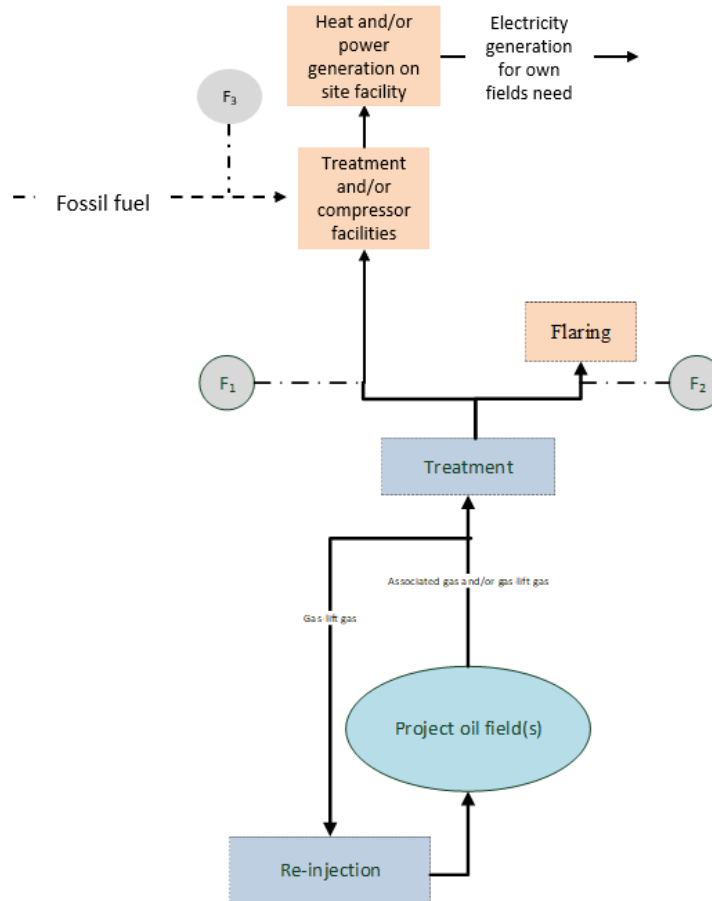 Heat and/or
power
generation on
site facility
Electricity
generation
for own
fields need
F₃
Treatment
and/or
compressor
facilities
Fossil fuel
Flaring
F₁
F₂
Treatment
Associated gas and/or gas-lift gas
Gas-lift gas
Project oil field(s)
Re-injection